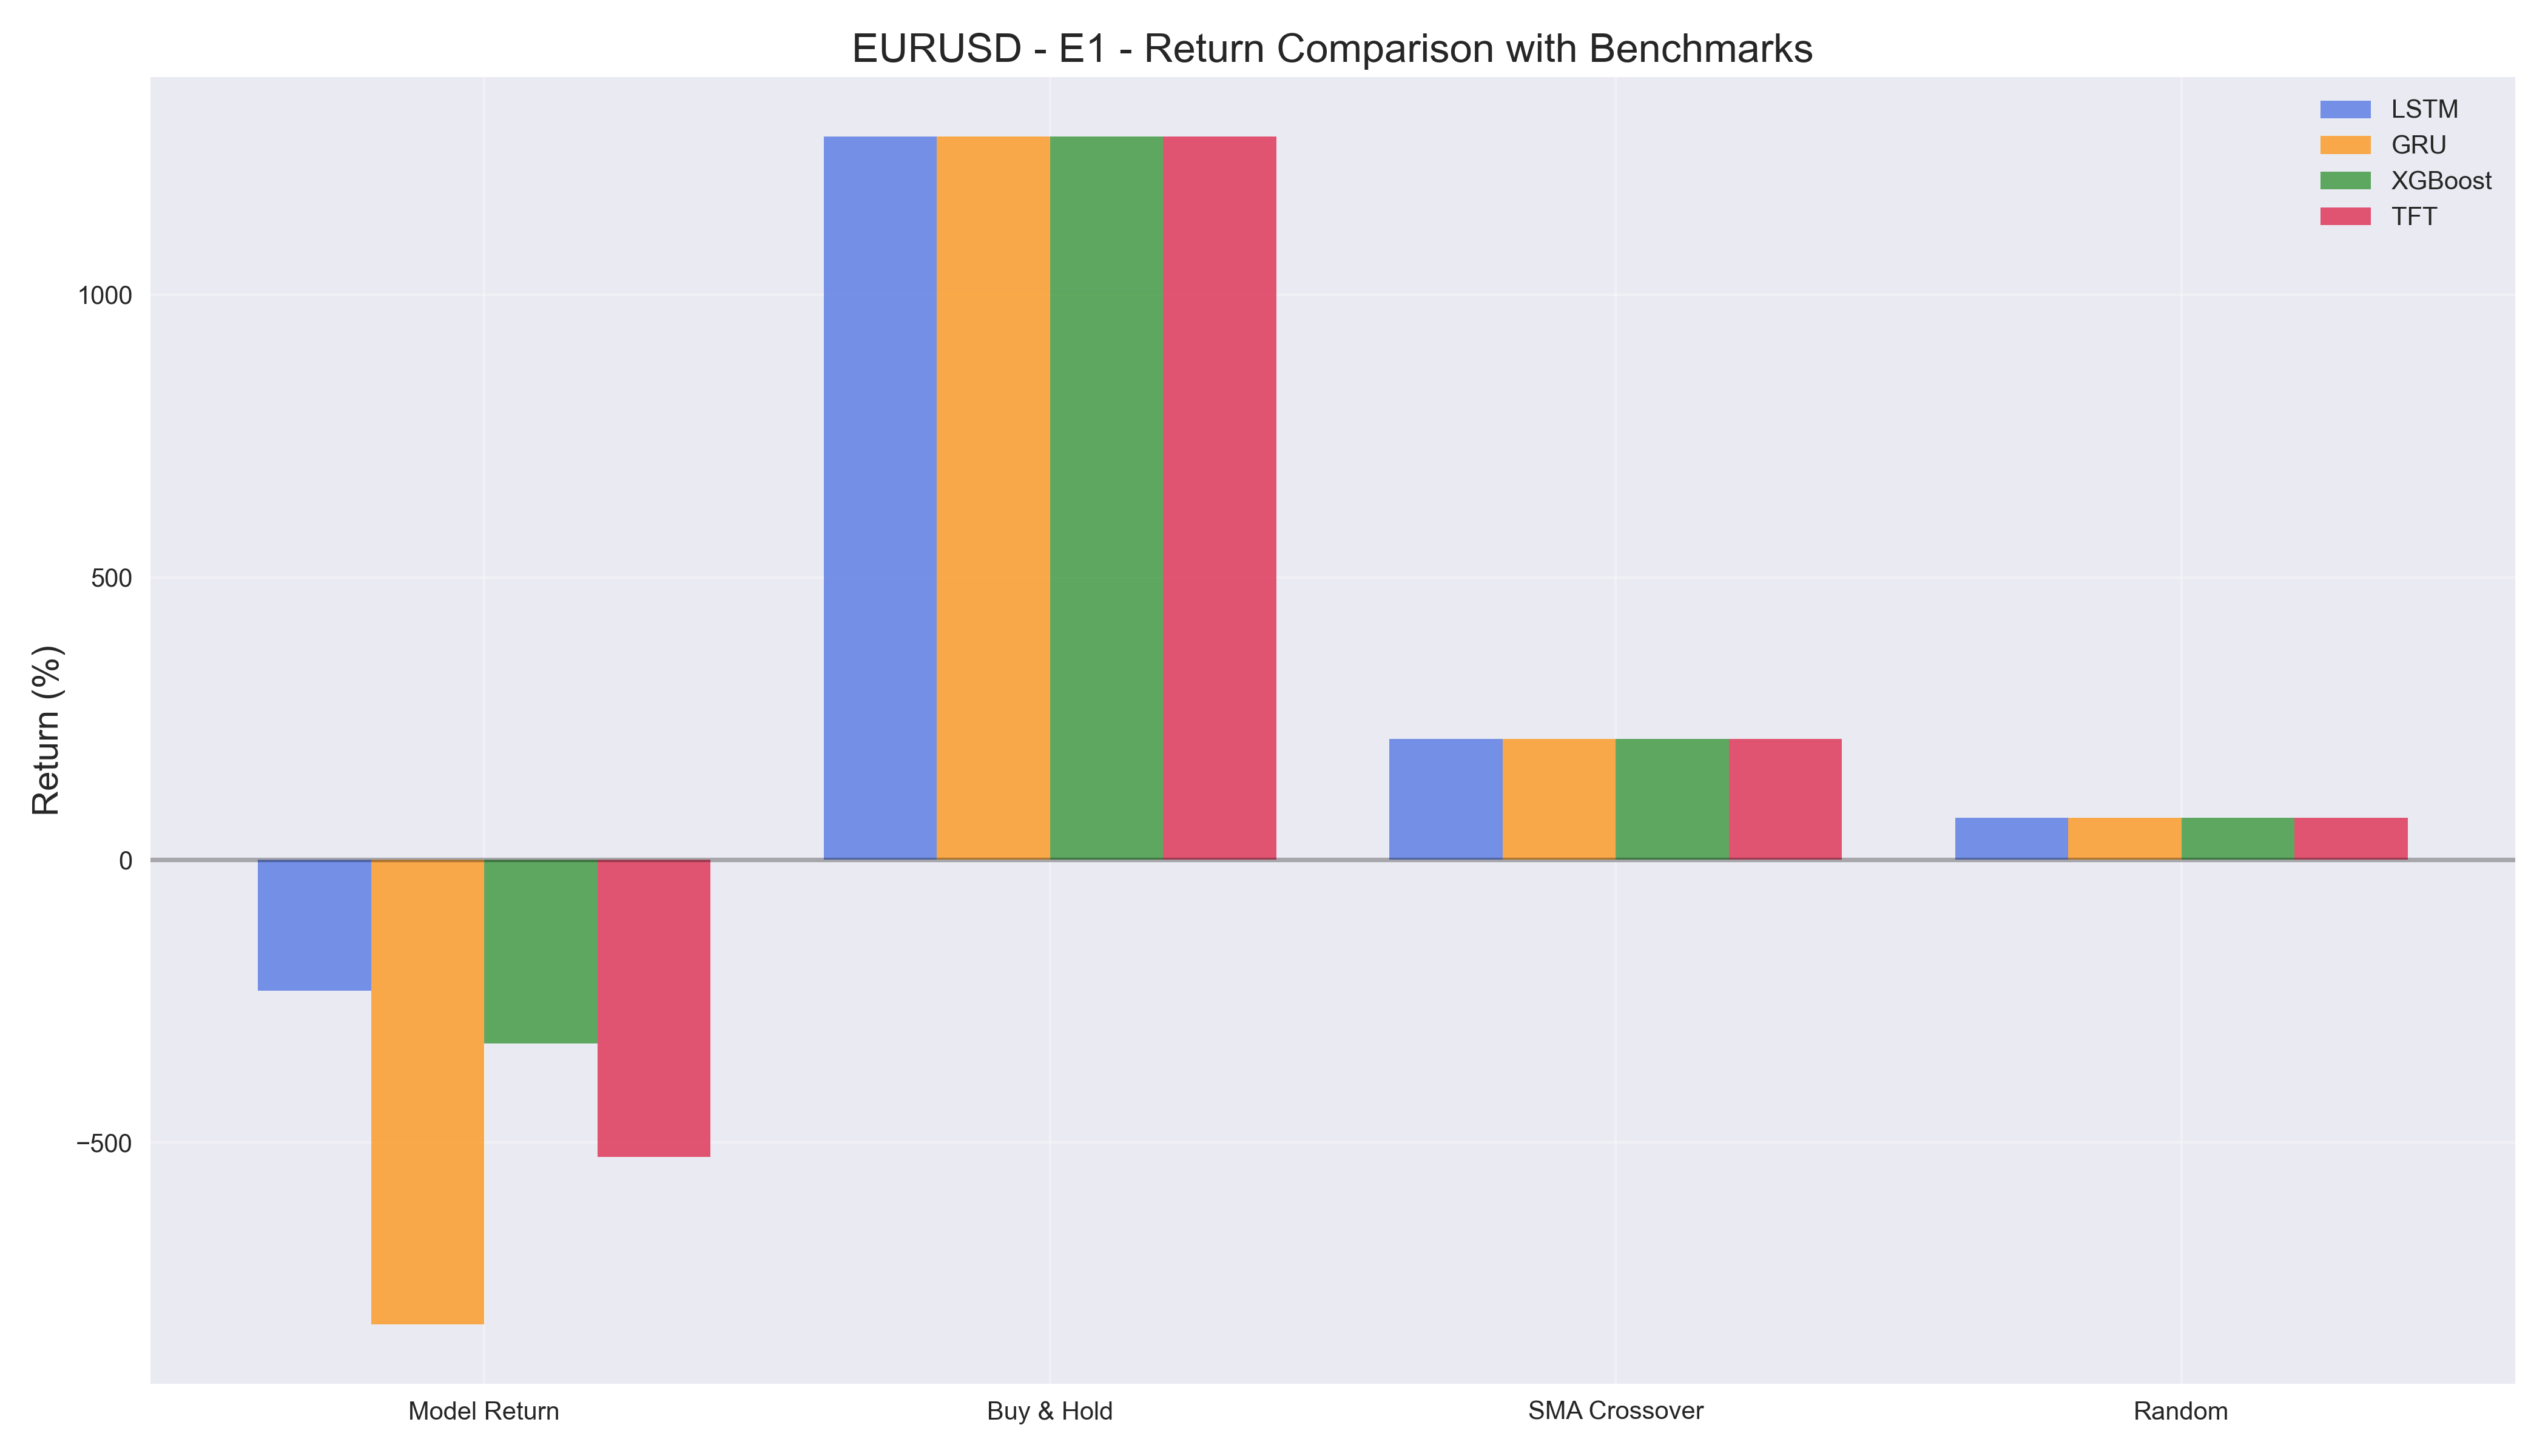 EURUSD - E1 - Return Comparison with Benchmarks
LSTM
GRU
XGBoost
TFT
Return (%)
1000
500
0
−500
Model Return
Buy & Hold
SMA Crossover
Random